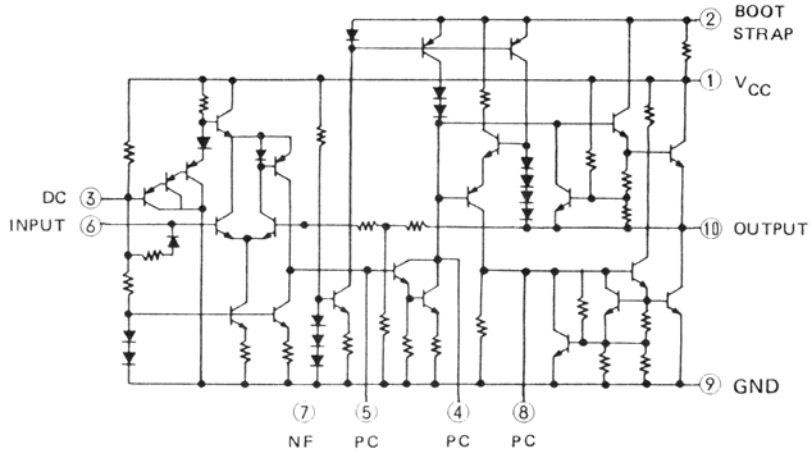 ② BOOT
STRAP
① VCC
DC ③
INPUT ⑥
⑩ OUTPUT
⑨ GND
⑦ ⑤ ④ ⑧
NF PC PC PC